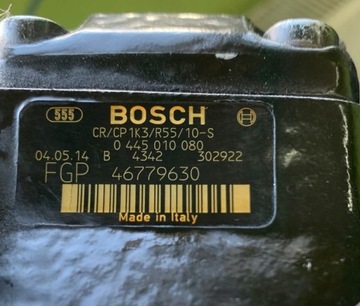 555 BOSCH
CR/CP1K3/R55/10-S
0 445 010 080
04.05.14 B 4342 302922
FGP 46779630
Made in Italy